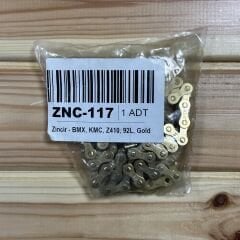 ZNC-117 1 ADT
Zincir - BMX, KMC, Z410, 92L, Gold